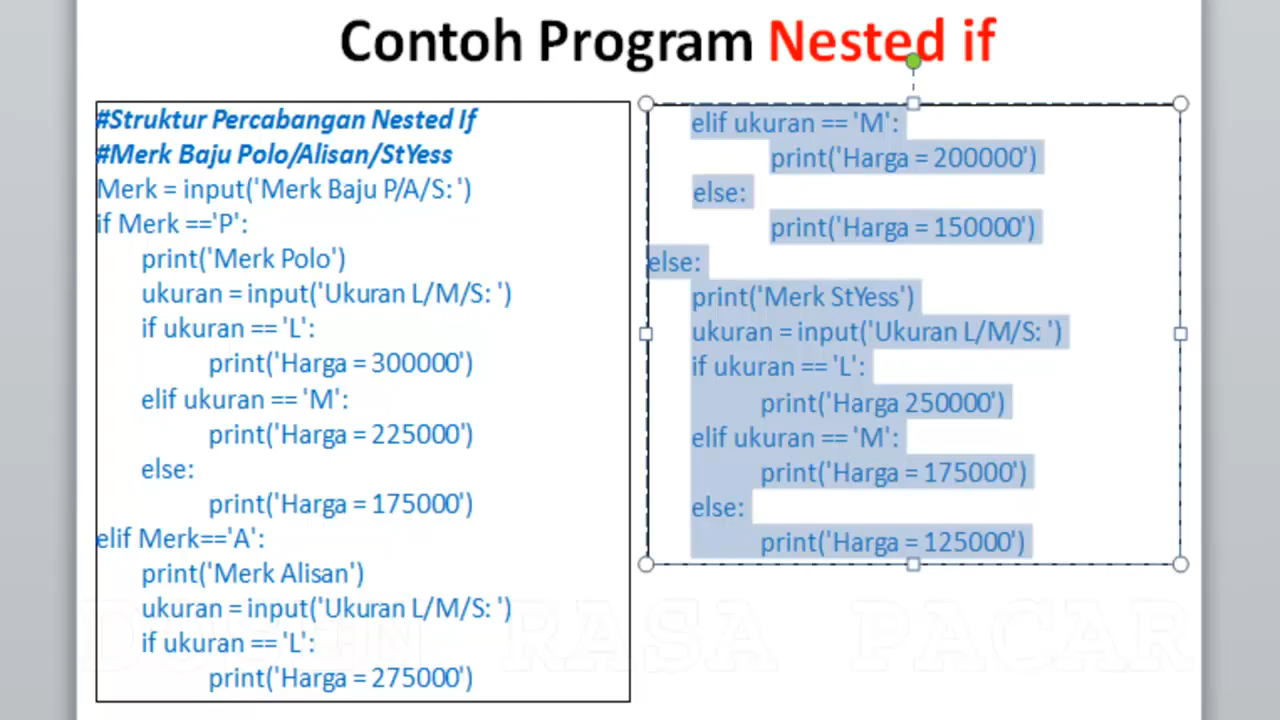 Contoh Program Nested if
#Struktur Percabangan Nested If
#Merk Baju Polo/Alisan/StYess
Merk = input('Merk Baju P/A/S: ')
if Merk =='P':
print('Merk Polo')
ukuran = input('Ukuran L/M/S: ')
if ukuran == 'L':
print('Harga = 300000')
elif ukuran == 'M':
print('Harga = 225000')
else:
print('Harga = 175000')
elif Merk=='A':
print('Merk Alisan')
ukuran = input('Ukuran L/M/S: ')
if ukuran == 'L':
print('Harga = 275000')
elif ukuran == 'M':
print('Harga = 200000')
else:
print('Harga = 150000')
else:
print('Merk StYess')
ukuran = input('Ukuran L/M/S: ')
if ukuran == 'L':
print('Harga 250000')
elif ukuran == 'M':
print('Harga = 175000')
else:
print('Harga = 125000')
DOSEN RASA PACAR